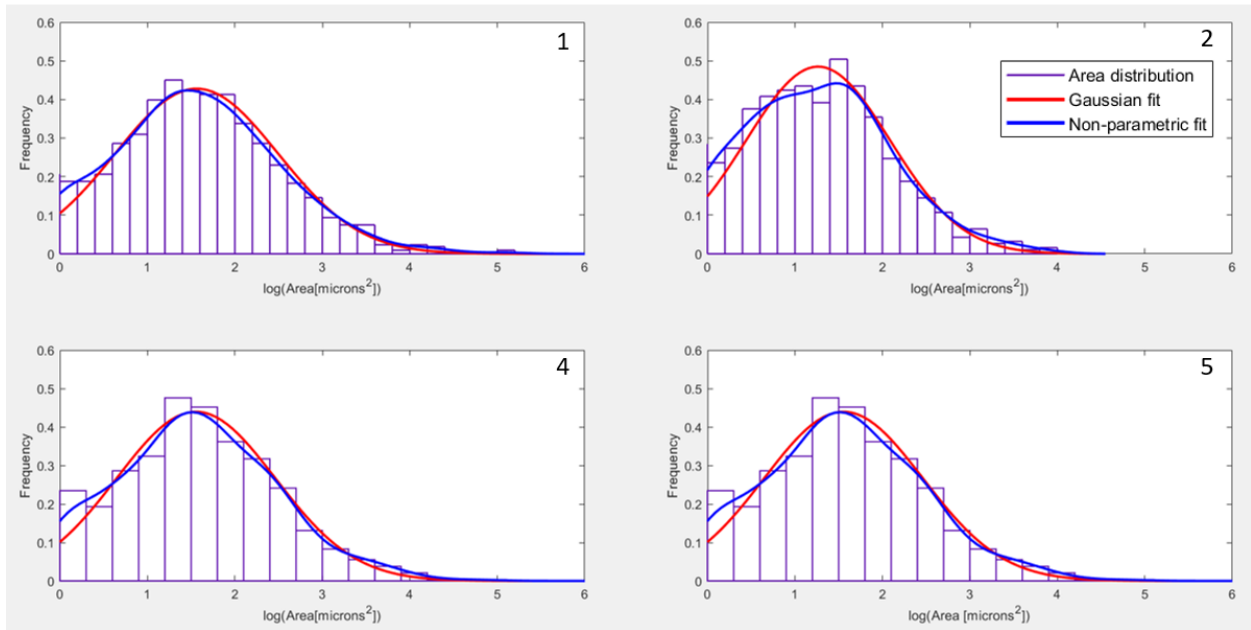 1
0.6
0.5
0.4
0.3
0.2
0.1
0
Frequency
0 1 2 3 4 5 6
log(Area[microns²])
2
Area distribution
Gaussian fit
Non-parametric fit
0.6
0.5
0.4
0.3
0.2
0.1
0
Frequency
0 1 2 3 4 5 6
log(Area[microns²])
4
0.6
0.5
0.4
0.3
0.2
0.1
0
Frequency
0 1 2 3 4 5 6
log(Area[microns²])
5
0.6
0.5
0.4
0.3
0.2
0.1
0
Frequency
0 1 2 3 4 5 6
log(Area [microns²])